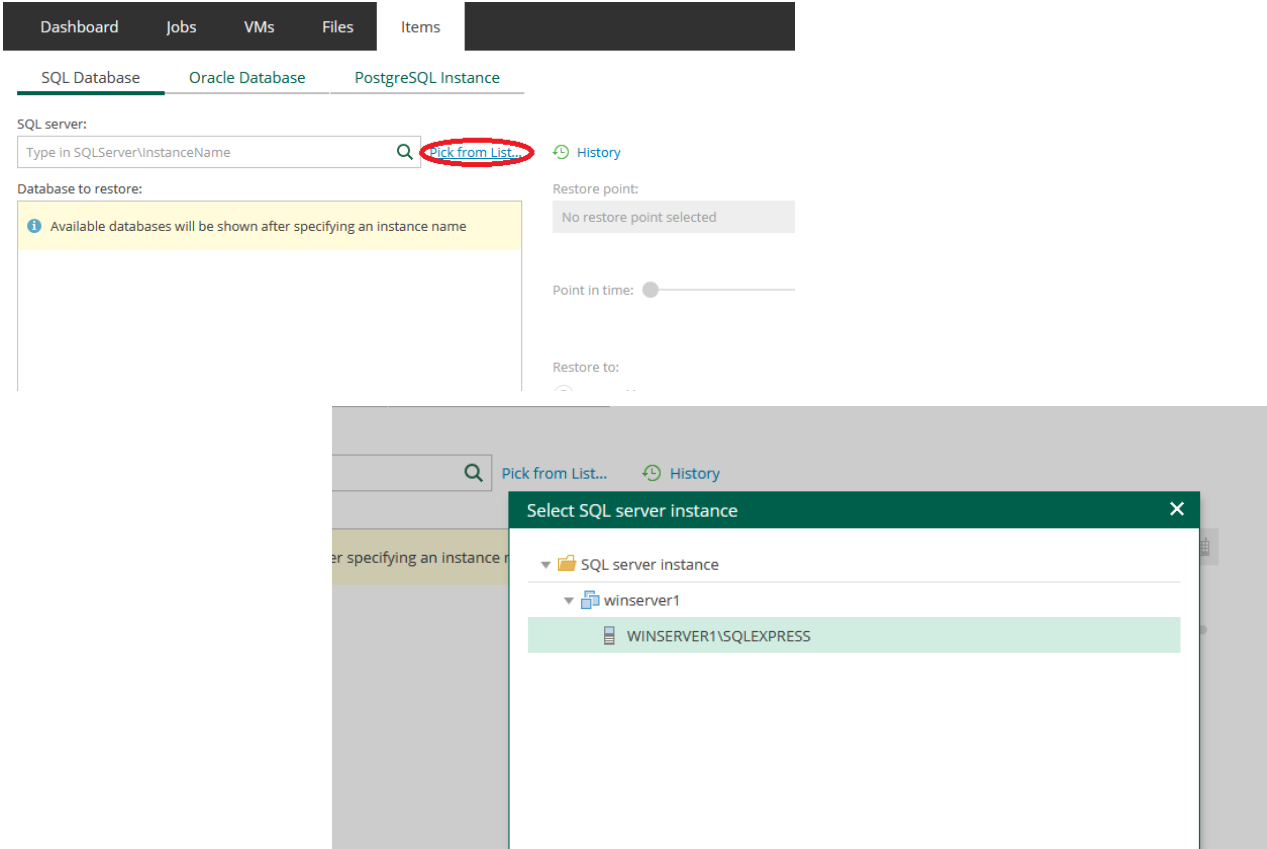 Dashboard Jobs VMs Files Items
SQL Database Oracle Database PostgreSQL Instance
SQL server:
Type in SQLServer\InstanceName Pick from List... History
Database to restore: Restore point:
Available databases will be shown after specifying an instance name No restore point selected
Point in time:
Restore to:
Pick from List... History
Select SQL server instance
er specifying an instance
SQL server instance
winserver1
WINSERVER1\SQLEXPRESS